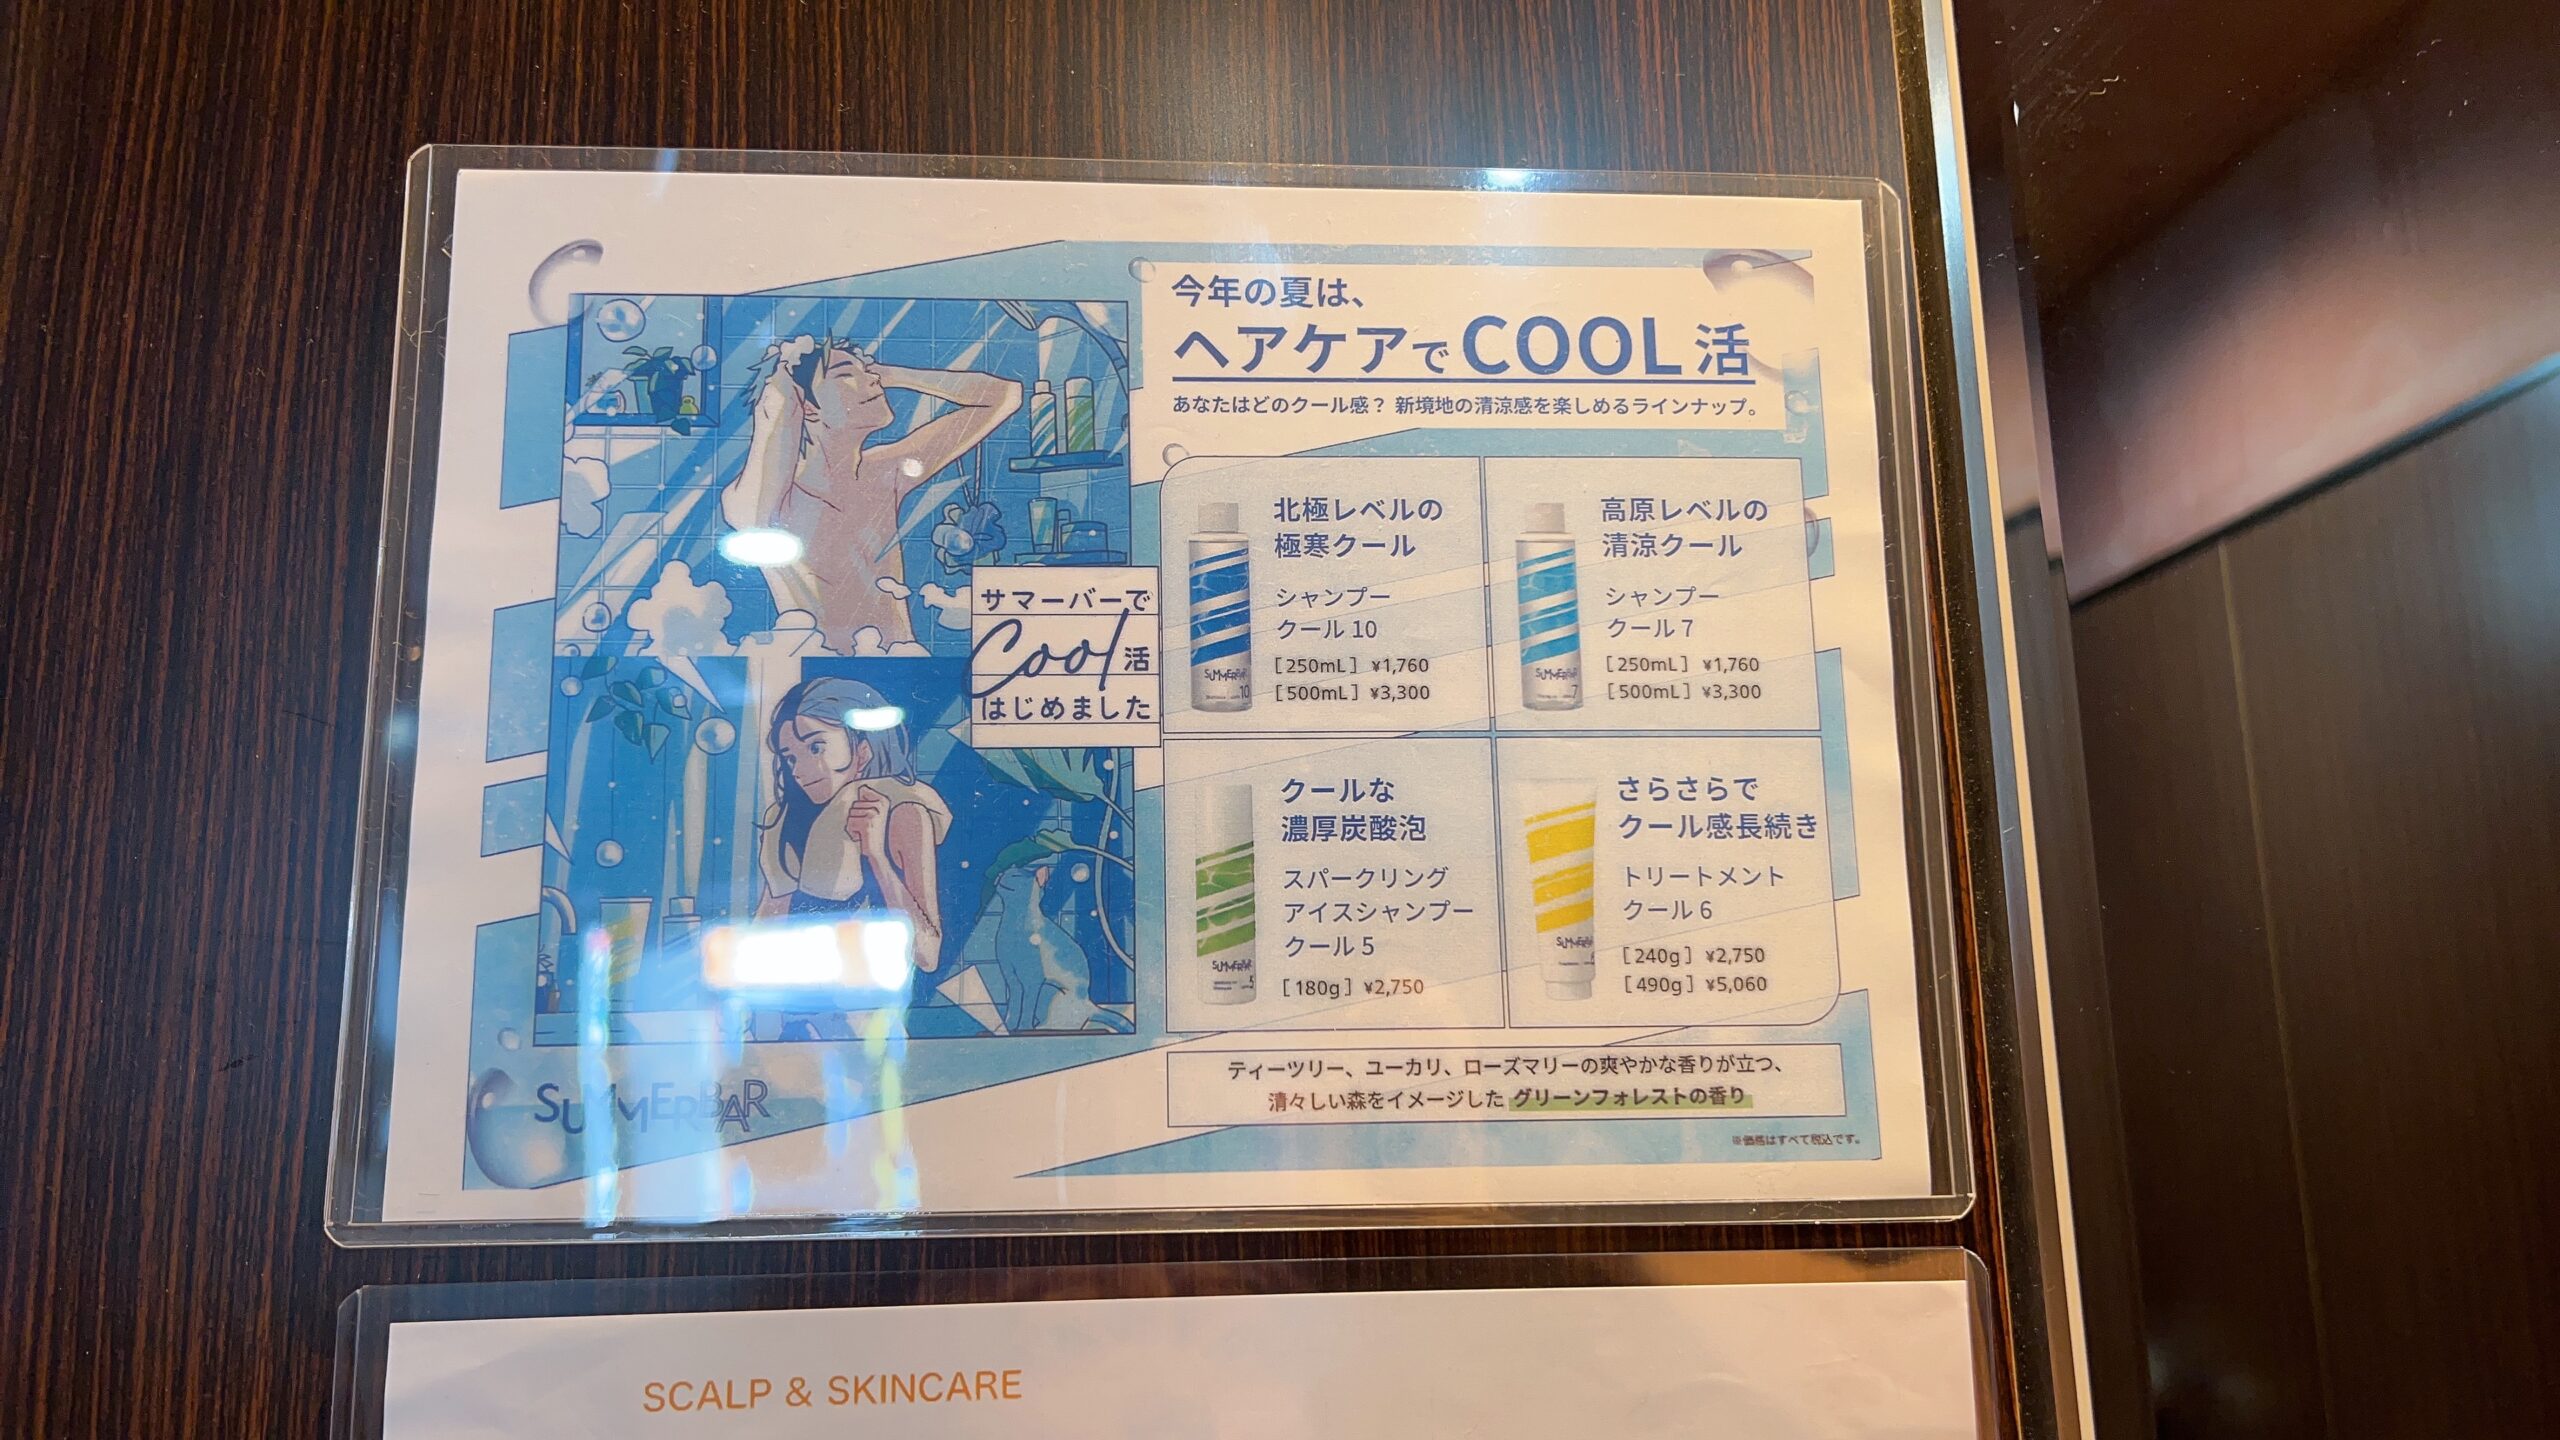 今年の夏は、
ヘアケアでCOOL活
あなたはどのクール感？ 新境地の清涼感を楽しめるラインナップ。
サマーバーで
Cool活
はじめました
北極レベルの
極寒クール
シャンプー
クール 10
［250mL］ ¥1,760
［500mL］ ¥3,300
SUMMERBAR
10
高原レベルの
清涼クール
シャンプー
クール 7
［250mL］ ¥1,760
［500mL］ ¥3,300
SUMMERBAR
7
クールな
濃厚炭酸泡
スパークリング
アイスシャンプー
クール 5
［180g］ ¥2,750
SUMMERBAR
5
さらさらで
クール感長続き
トリートメント
クール 6
［240g］ ¥2,750
［490g］ ¥5,060
SUMMERBAR
ティーツリー、ユーカリ、ローズマリーの爽やかな香りが立つ、
清々しい森をイメージした グリーンフォレストの香り
※価格はすべて税込です。
SUMMERBAR
SCALP & SKINCARE